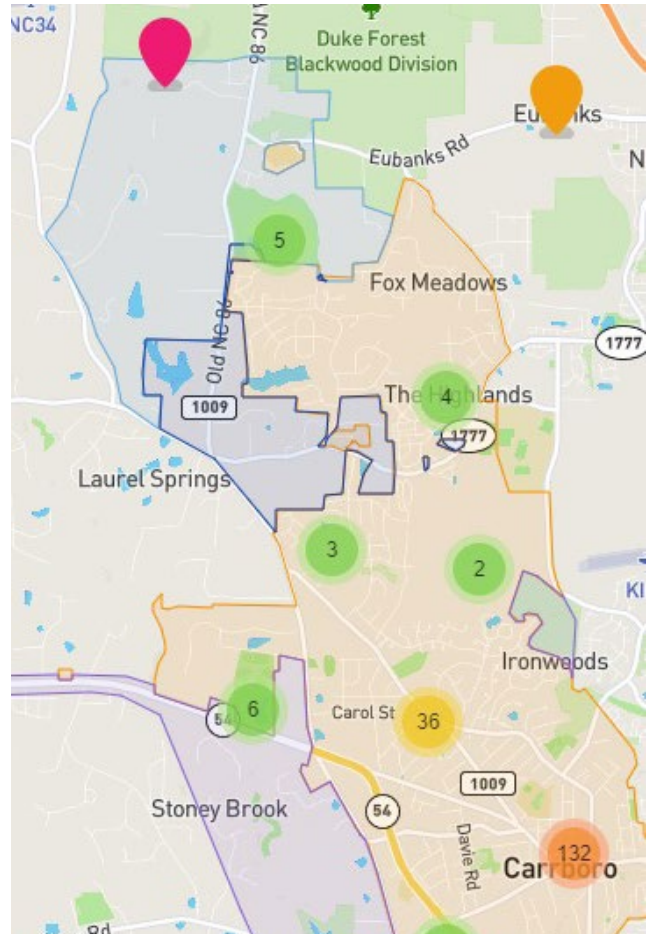 NC34
NC 86
Duke Forest
Blackwood Division
Eubanks
Eubanks Rd
N
5
Fox Meadows
Old NC 86
1777
1009
4
The Highlands
1777
Laurel Springs
3
2
KI
Ironwoods
6
54
Carol St
36
1009
Stoney Brook
54
Davie Rd
132
Carrboro
Rd